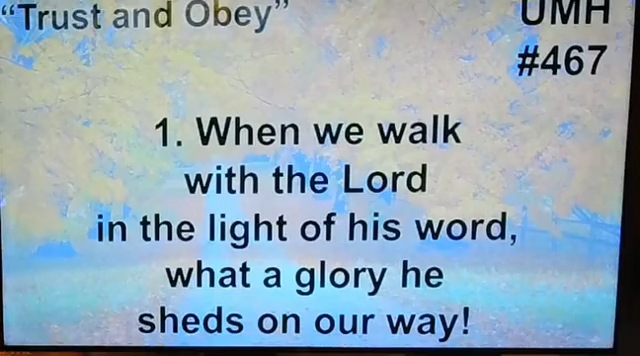 "Trust and Obey"
UMH
#467
1. When we walk
with the Lord
in the light of his word,
what a glory he
sheds on our way!